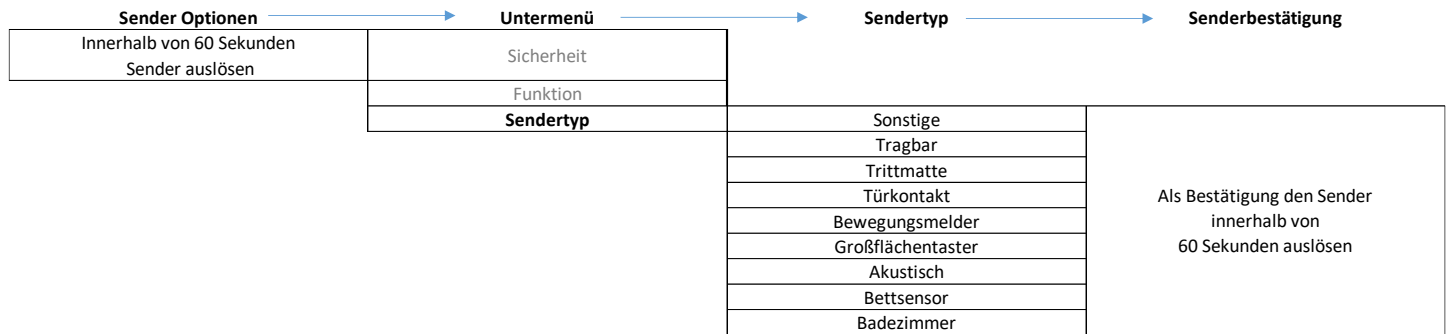 Sender Optionen Untermenü Sendertyp Senderbestätigung
Innerhalb von 60 Sekunden
Sender auslösen
Sicherheit
Funktion
Sendertyp
Sonstige
Tragbar
Trittmatte
Türkontakt
Bewegungsmelder
Großflächentaster
Akustisch
Bettsensor
Badezimmer
Als Bestätigung den Sender
innerhalb von
60 Sekunden auslösen